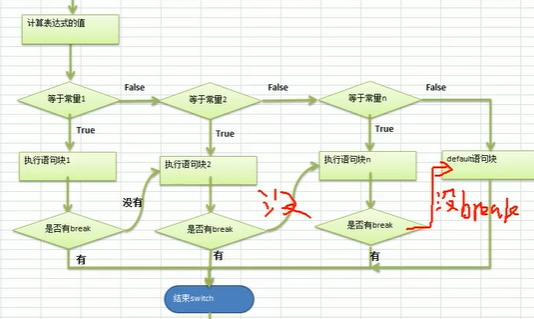 计算表达式的值
等于常量1
False
等于常量2
False
等于常量n
False
True
True
True
执行语句块1
执行语句块2
执行语句块n
default语句块
没有
没
没break
是否有break
是否有break
是否有break
有
有
有
结束switch